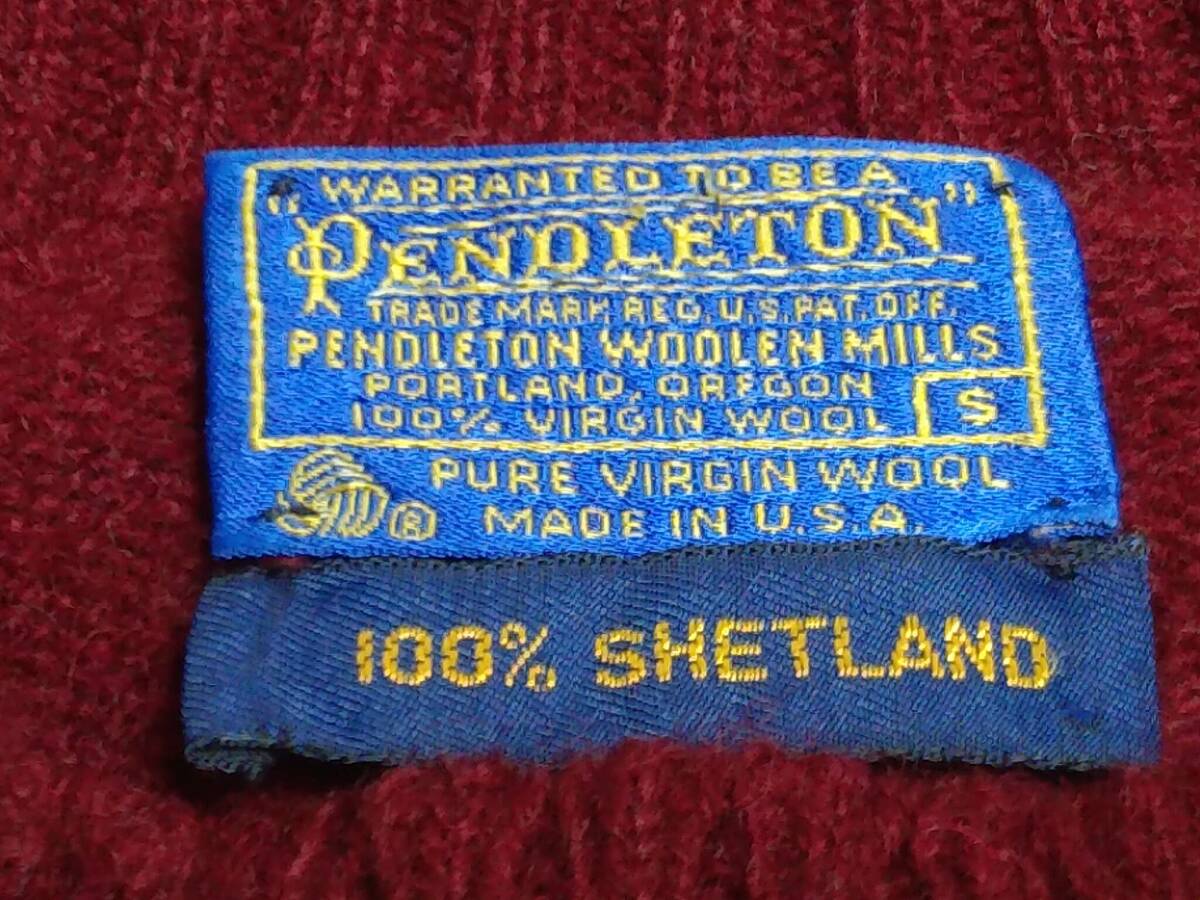 WARRANTED TO BE A
"PENDLETON"
TRADE MARK REG. U.S. PAT. OFF.
PENDLETON WOOLEN MILLS
PORTLAND, OREGON
100% VIRGIN WOOL
S
PURE VIRGIN WOOL
® MADE IN U.S.A.
100% SHETLAND